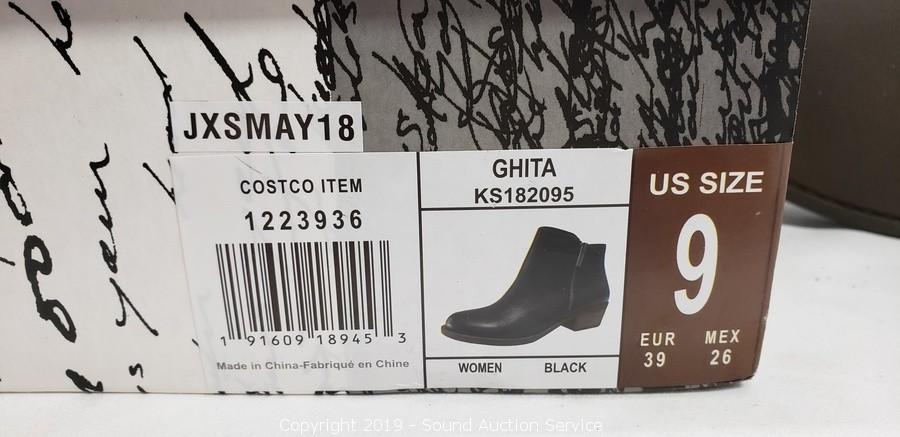 JXSMAY18
COSTCO ITEM
1223936
1 91609 18945 3
Made in China-Fabriqué en Chine
GHITA
KS182095
WOMEN BLACK
US SIZE
9
EUR MEX
39 26
Copyright 2019 - Sound Auction Service